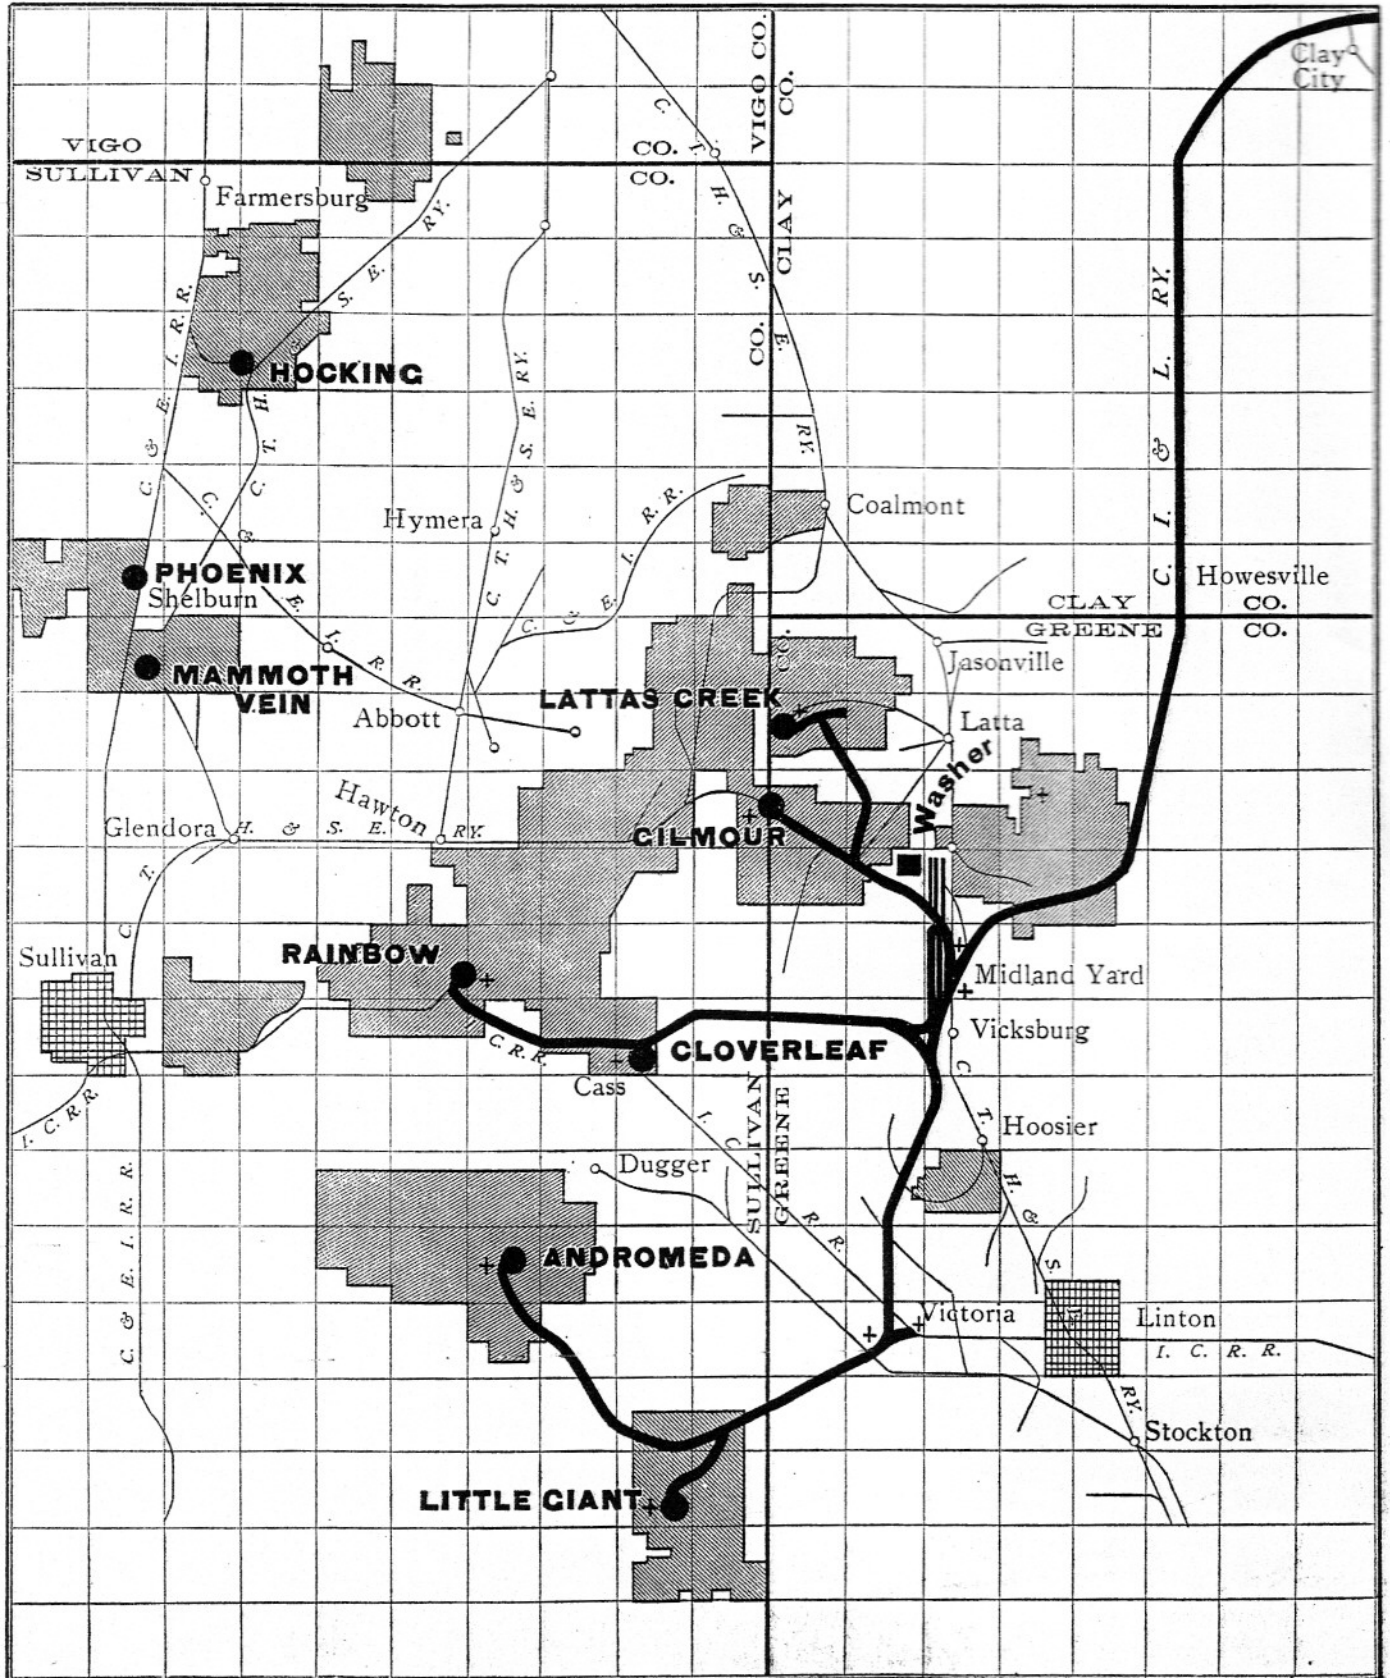 Clay
City
VIGO CO.
CO.
VIGO
CO.
SULLIVAN
CO.
Farmersburg
C. T. H. & S. E. RY.
CLAY
CO.
C. I. & L. RY.
C. & E. I. R. R.
S. E. RY.
HOCKING
C. T. H. &
C. T. H. & S. E. RY.
C. & E. I. R. R.
Hymera
C. & E. I. R. R.
Coalmont
PHOENIX
Shelburn
Howesville
CLAY
CO.
GREENE
CO.
CO.
Jasonville
MAMMOTH
VEIN
LATTAS CREEK
Abbott
Latta
Washer
Hawton
Glendora
C. T. H. & S. E. RY.
GILMOUR
Sullivan
RAINBOW
Midland Yard
Vicksburg
I. C. R. R.
CLOVERLEAF
Cass
I. C. R. R.
SULLIVAN
GREENE
I. C. R. R.
C. T. H. & S. E. RY.
Hoosier
Dugger
C. & E. I. R. R.
ANDROMEDA
Victoria
Linton
I. C. R. R.
Stockton
LITTLE GIANT